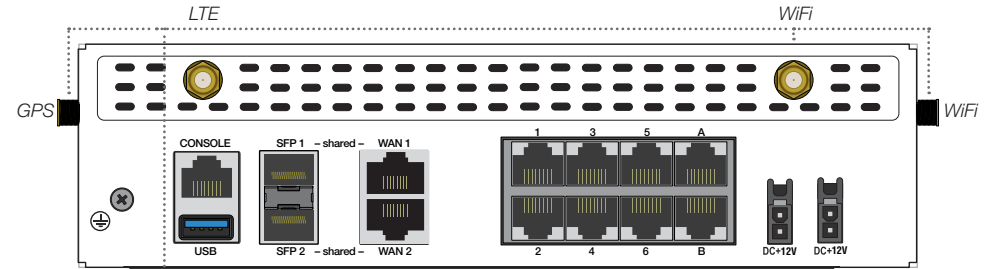 LTE
WiFi
GPS
WiFi
1 3 5 A
CONSOLE SFP 1 – shared – WAN 1
USB SFP 2 – shared – WAN 2
2 4 6 B
DC+12V DC+12V